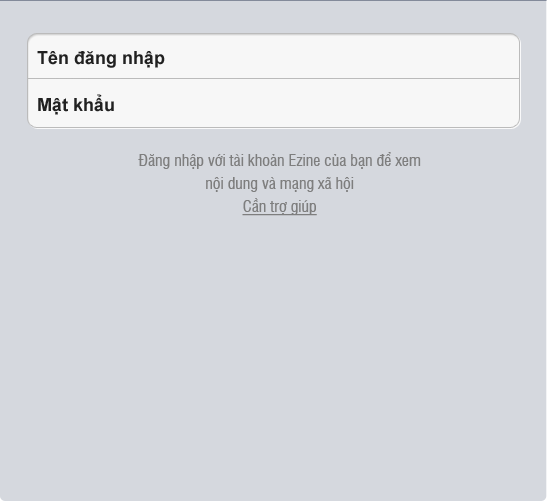 Tên đăng nhập
Mật khẩu
Đăng nhập với tài khoản Ezine của bạn để xem
nội dung và mạng xã hội
Cần trợ giúp